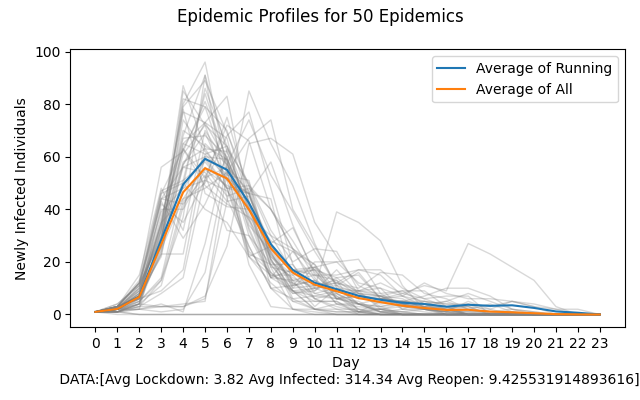 Epidemic Profiles for 50 Epidemics
100
80
60
40
20
0
Newly Infected Individuals
Average of Running
Average of All
0 1 2 3 4 5 6 7 8 9 10 11 12 13 14 15 16 17 18 19 20 21 22 23
Day
DATA:[Avg Lockdown: 3.82 Avg Infected: 314.34 Avg Reopen: 9.425531914893616]